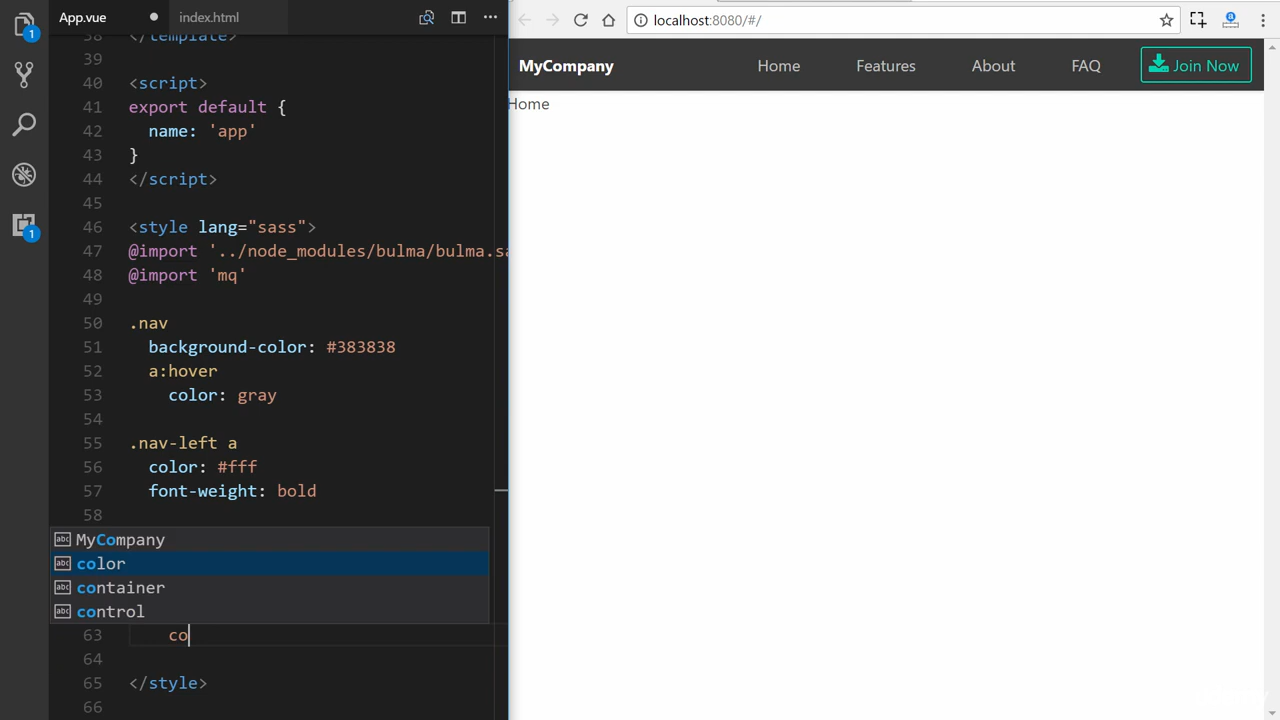 App.vue
index.html
localhost:8080/#/
38 </template>
39
40 <script>
41 export default {
42 name: 'app'
43 }
44 </script>
45
46 <style lang="sass">
47 @import '../node_modules/bulma/bulma.sa
48 @import 'mq'
49
50 .nav
51 background-color: #383838
52 a:hover
53 color: gray
54
55 .nav-left a
56 color: #fff
57 font-weight: bold
58
MyCompany
color
container
control
63 co
64
65 </style>
66
1
1
MyCompany Home Features About FAQ Join Now
Home